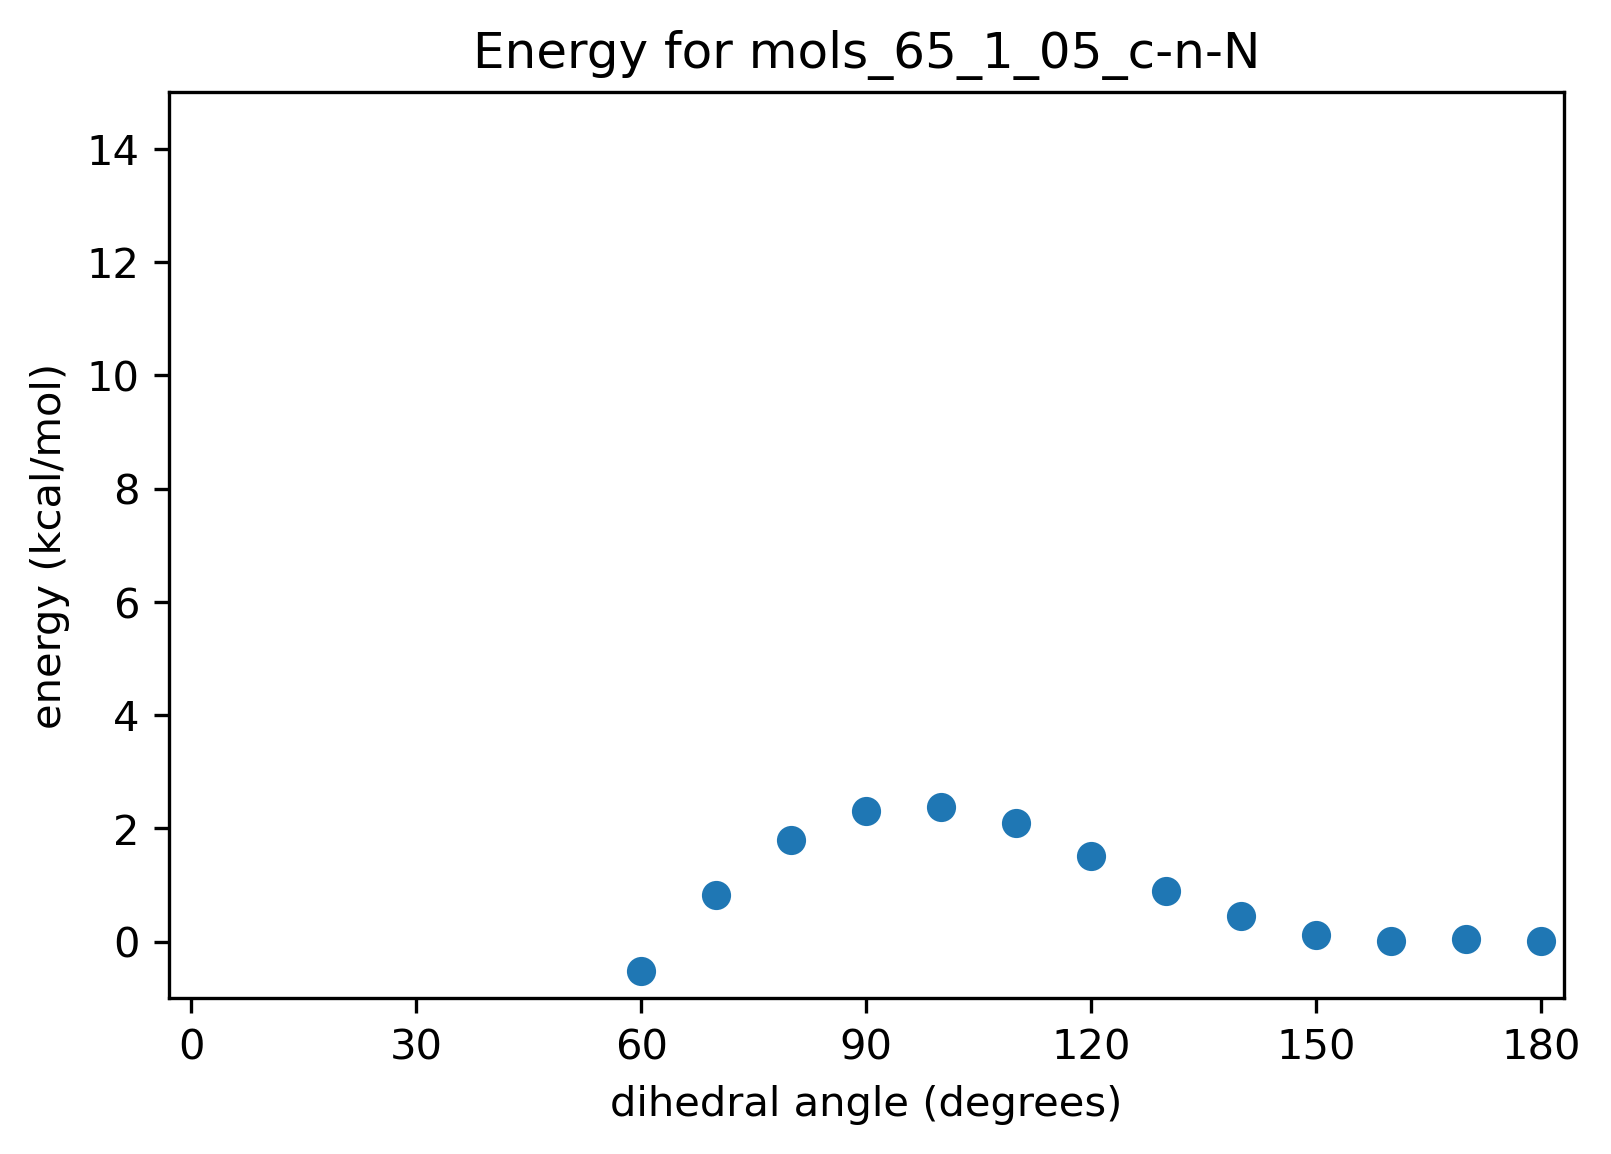 Energy for mols_65_1_05_c-n-N
14
12
10
8
6
4
2
0
energy (kcal/mol)
0 30 60 90 120 150 180
dihedral angle (degrees)